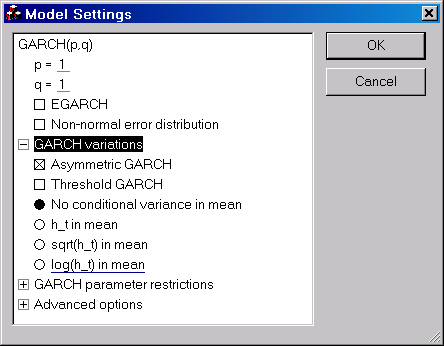 Model Settings
GARCH(p,q)
p = 1
q = 1
EGARCH
Non-normal error distribution
GARCH variations
Asymmetric GARCH
Threshold GARCH
No conditional variance in mean
h_t in mean
sqrt(h_t) in mean
log(h_t) in mean
GARCH parameter restrictions
Advanced options
OK
Cancel